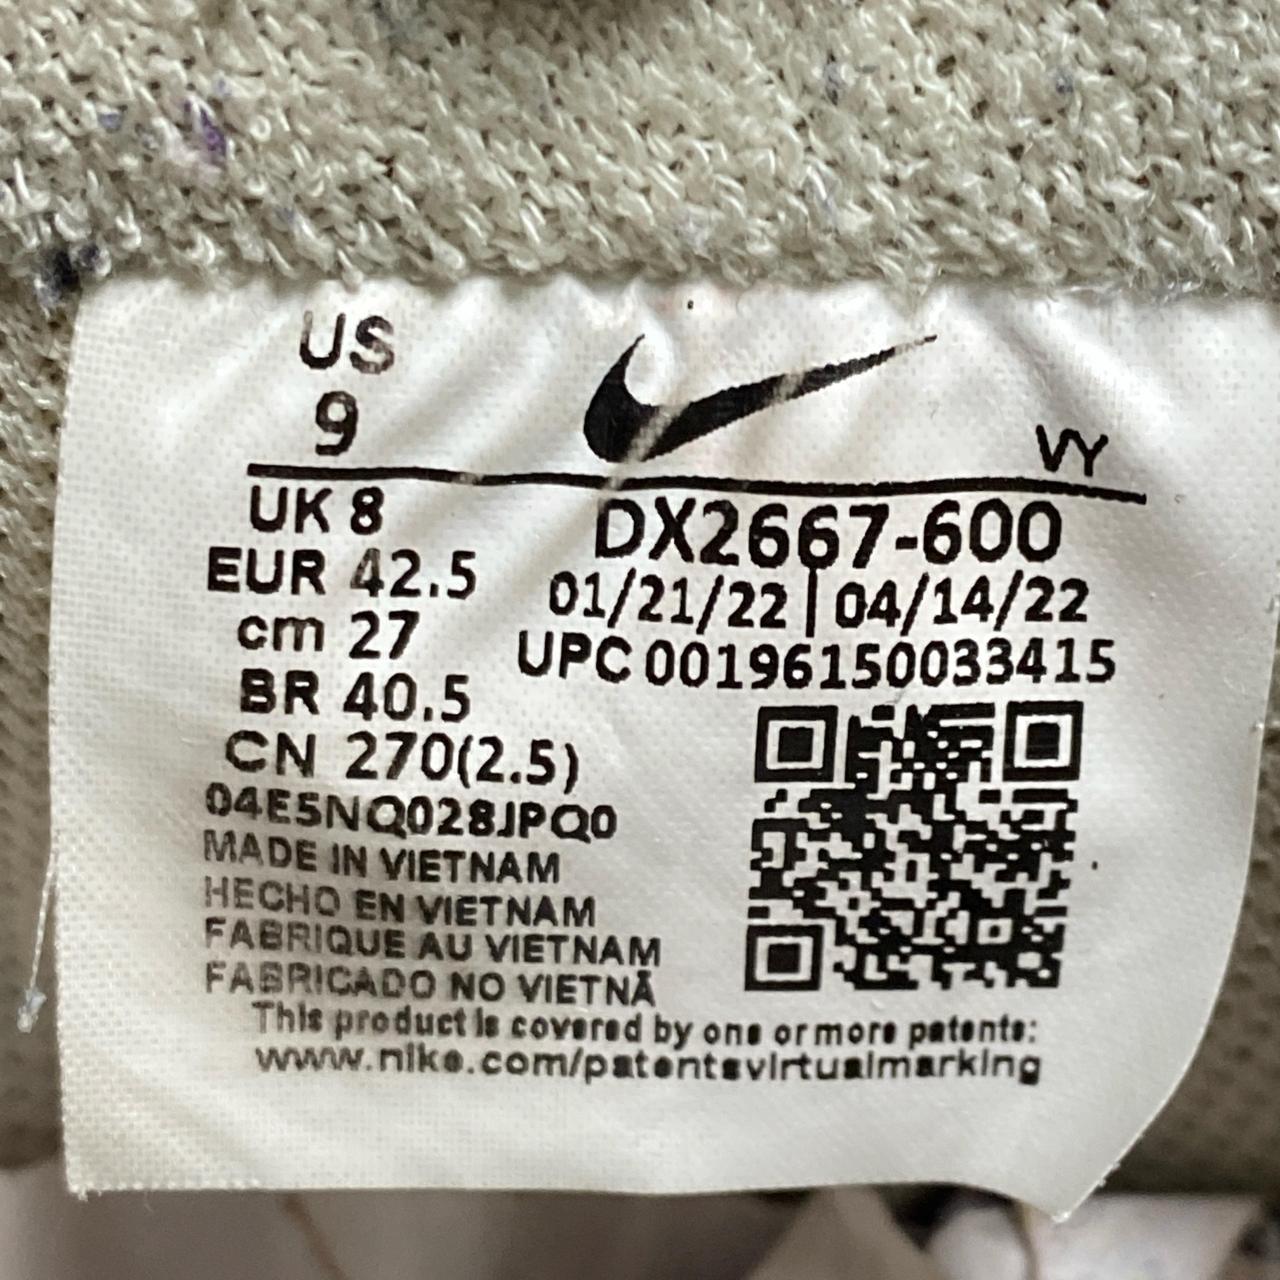 US
9
VY
UK 8
EUR 42.5
cm 27
BR 40.5
CN 270(2.5)
04E5NQ028JPQ0
MADE IN VIETNAM
HECHO EN VIETNAM
FABRIQUE AU VIETNAM
FABRICADO NO VIETNÃ
DX2667-600
01/21/22 | 04/14/22
UPC 00196150033415
This product is covered by one or more patents:
www.nike.com/patentsvirtualmarking